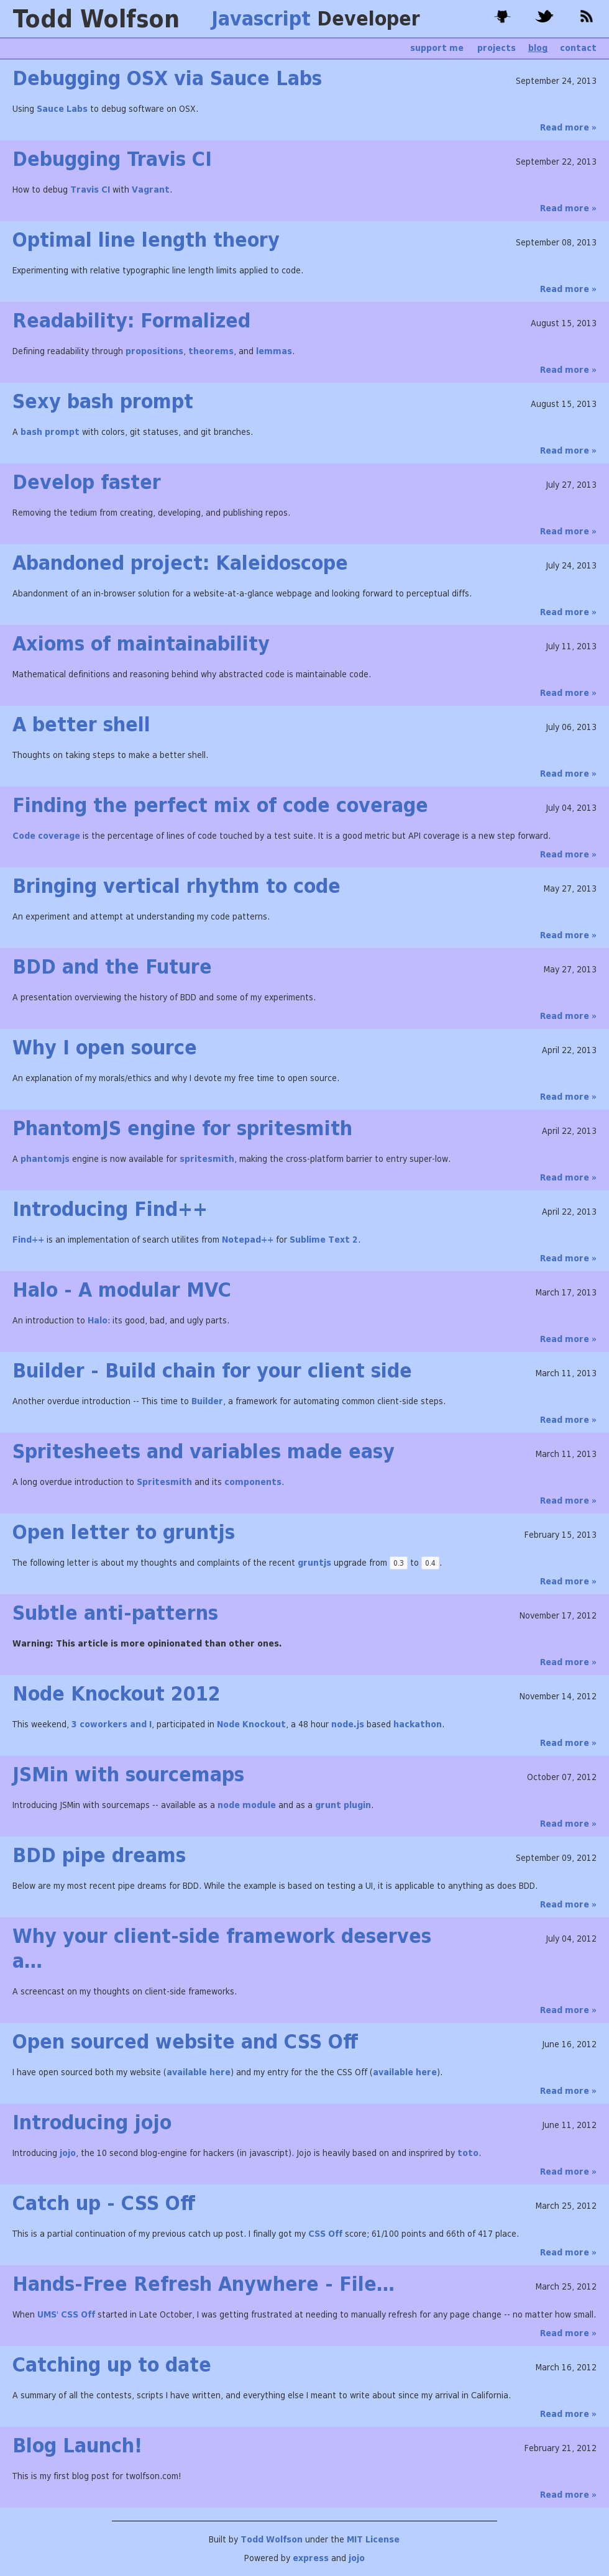 Todd Wolfson Javascript Developer
support me projects blog contact
Debugging OSX via Sauce Labs September 24, 2013
Using Sauce Labs to debug software on OSX.
Read more »
Debugging Travis CI September 22, 2013
How to debug Travis CI with Vagrant.
Read more »
Optimal line length theory September 08, 2013
Experimenting with relative typographic line length limits applied to code.
Read more »
Readability: Formalized August 15, 2013
Defining readability through propositions, theorems, and lemmas.
Read more »
Sexy bash prompt August 15, 2013
A bash prompt with colors, git statuses, and git branches.
Read more »
Develop faster July 27, 2013
Removing the tedium from creating, developing, and publishing repos.
Read more »
Abandoned project: Kaleidoscope July 24, 2013
Abandonment of an in-browser solution for a website-at-a-glance webpage and looking forward to perceptual diffs.
Read more »
Axioms of maintainability July 11, 2013
Mathematical definitions and reasoning behind why abstracted code is maintainable code.
Read more »
A better shell July 06, 2013
Thoughts on taking steps to make a better shell.
Read more »
Finding the perfect mix of code coverage July 04, 2013
Code coverage is the percentage of lines of code touched by a test suite. It is a good metric but API coverage is a new step forward.
Read more »
Bringing vertical rhythm to code May 27, 2013
An experiment and attempt at understanding my code patterns.
Read more »
BDD and the Future May 27, 2013
A presentation overviewing the history of BDD and some of my experiments.
Read more »
Why I open source April 22, 2013
An explanation of my morals/ethics and why I devote my free time to open source.
Read more »
PhantomJS engine for spritesmith April 22, 2013
A phantomjs engine is now available for spritesmith, making the cross-platform barrier to entry super-low.
Read more »
Introducing Find++ April 22, 2013
Find++ is an implementation of search utilites from Notepad++ for Sublime Text 2.
Read more »
Halo - A modular MVC March 17, 2013
An introduction to Halo: its good, bad, and ugly parts.
Read more »
Builder - Build chain for your client side March 11, 2013
Another overdue introduction -- This time to Builder, a framework for automating common client-side steps.
Read more »
Spritesheets and variables made easy March 11, 2013
A long overdue introduction to Spritesmith and its components.
Read more »
Open letter to gruntjs February 15, 2013
The following letter is about my thoughts and complaints of the recent gruntjs upgrade from 0.3 to 0.4.
Read more »
Subtle anti-patterns November 17, 2012
Warning: This article is more opinionated than other ones.
Read more »
Node Knockout 2012 November 14, 2012
This weekend, 3 coworkers and I, participated in Node Knockout, a 48 hour node.js based hackathon.
Read more »
JSMin with sourcemaps October 07, 2012
Introducing JSMin with sourcemaps -- available as a node module and as a grunt plugin.
Read more »
BDD pipe dreams September 09, 2012
Below are my most recent pipe dreams for BDD. While the example is based on testing a UI, it is applicable to anything as does BDD.
Read more »
Why your client-side framework deserves July 04, 2012
a...
A screencast on my thoughts on client-side frameworks.
Read more »
Open sourced website and CSS Off June 16, 2012
I have open sourced both my website (available here) and my entry for the the CSS Off (available here).
Read more »
Introducing jojo June 11, 2012
Introducing jojo, the 10 second blog-engine for hackers (in javascript). Jojo is heavily based on and insprired by toto.
Read more »
Catch up - CSS Off March 25, 2012
This is a partial continuation of my previous catch up post. I finally got my CSS Off score; 61/100 points and 66th of 417 place.
Read more »
Hands-Free Refresh Anywhere - File... March 25, 2012
When UMS' CSS Off started in Late October, I was getting frustrated at needing to manually refresh for any page change -- no matter how small.
Read more »
Catching up to date March 16, 2012
A summary of all the contests, scripts I have written, and everything else I meant to write about since my arrival in California.
Read more »
Blog Launch! February 21, 2012
This is my first blog post for twolfson.com!
Read more »
Built by Todd Wolfson under the MIT License
Powered by express and jojo